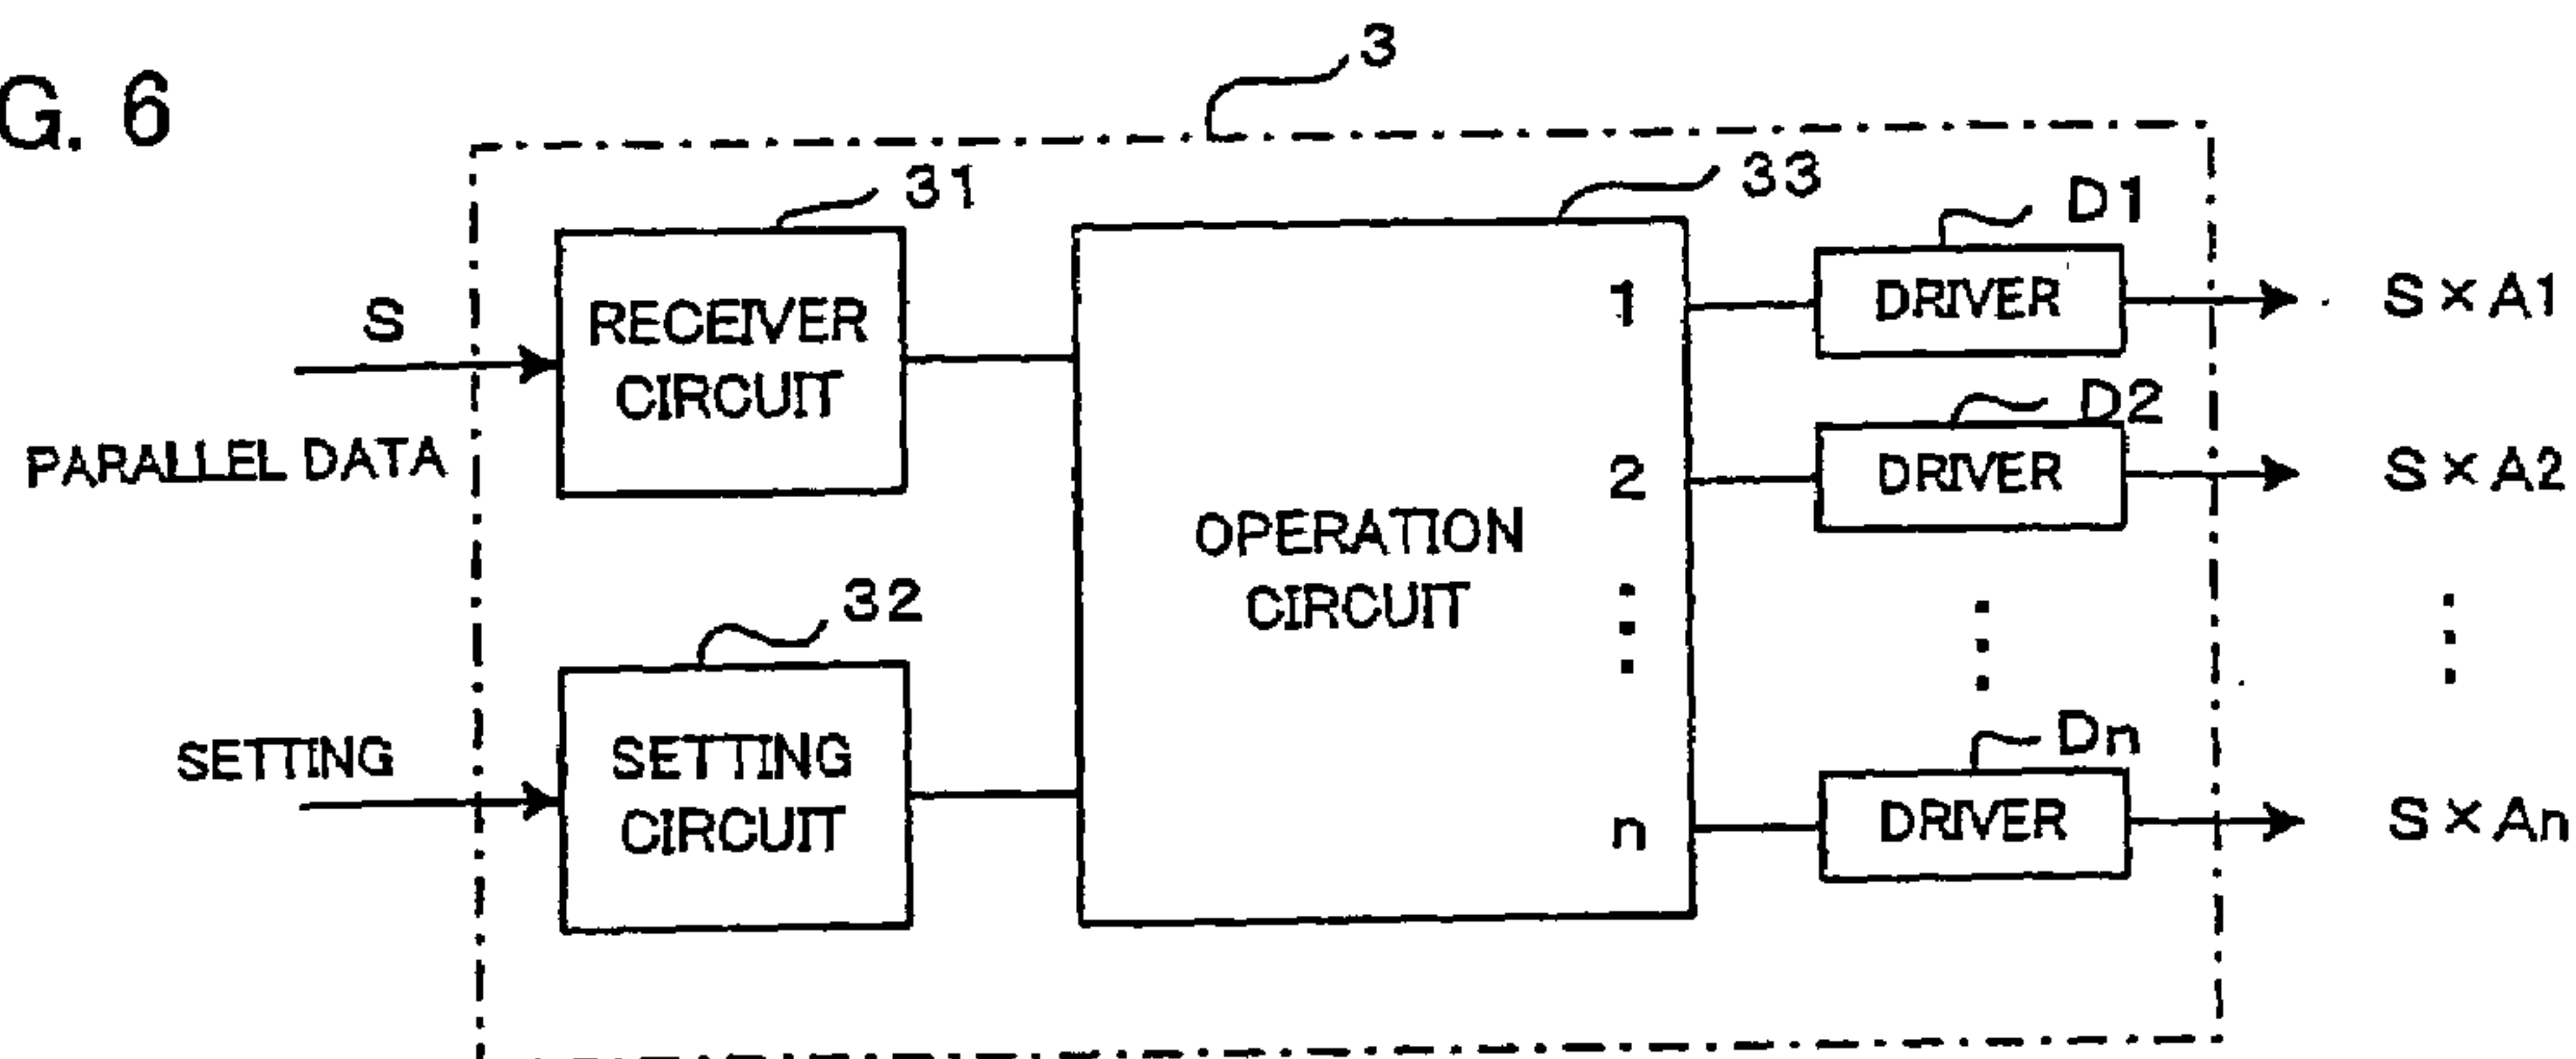 G. 6
3
31
33
D1
S
RECEIVER
CIRCUIT
PARALLEL DATA
1
DRIVER
S × A1
D2
2
DRIVER
S × A2
OPERATION
CIRCUIT
32
SETTING
SETTING
CIRCUIT
Dn
n
DRIVER
S × An